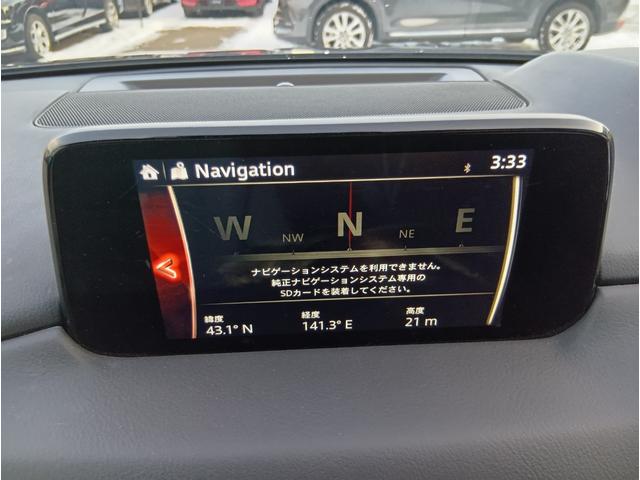 Navigation
3:33
W NW N NE E
ナビゲーションシステムを利用できません。
純正ナビゲーションシステム専用の
SDカードを装着してください。
緯度 経度 高度
43.1° N 141.3° E 21 m